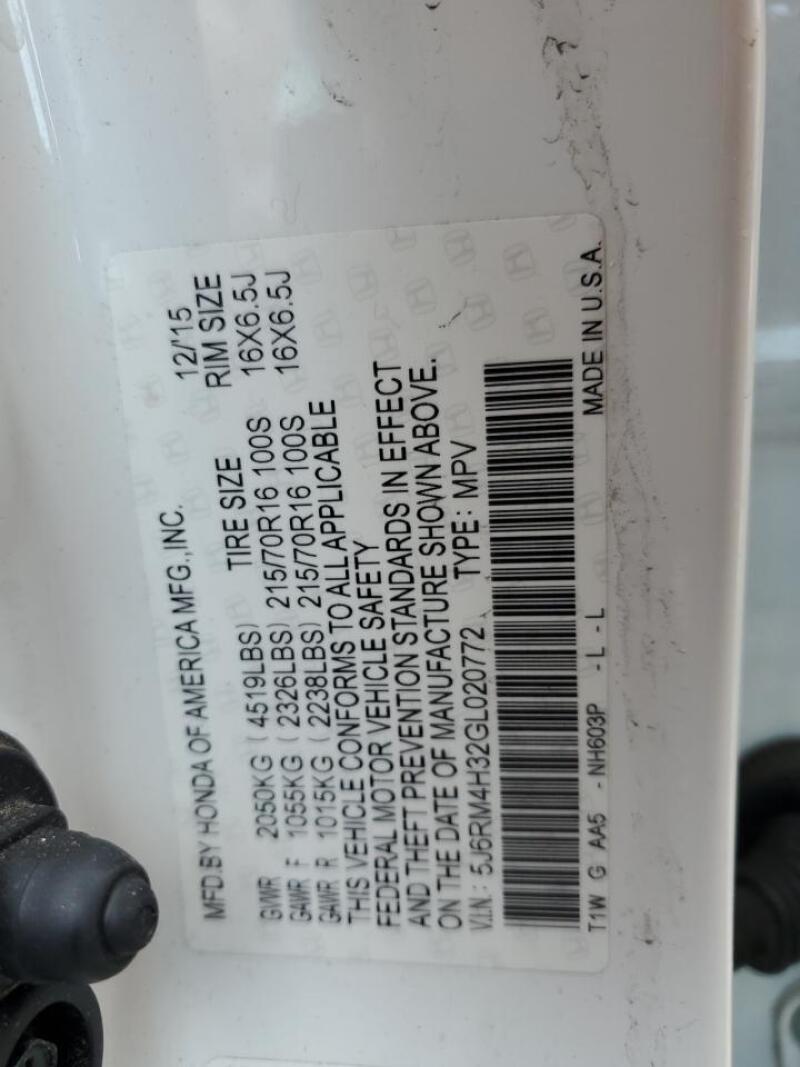 MFD.BY HONDA OF AMERICA MFG.,INC. 12/'15
TIRE SIZE RIM SIZE
GVWR 2050KG ( 4519LBS)
GAWR F 1055KG ( 2326LBS) 215/70R16 100S 16X6.5J
GAWR R 1015KG ( 2238LBS) 215/70R16 100S 16X6.5J
THIS VEHICLE CONFORMS TO ALL APPLICABLE
FEDERAL MOTOR VEHICLE SAFETY
AND THEFT PREVENTION STANDARDS IN EFFECT
ON THE DATE OF MANUFACTURE SHOWN ABOVE.
V.I.N.: 5J6RM4H32GL020772 TYPE: MPV
T1W G AA5 - NH603P -L - L MADE IN U.S.A.